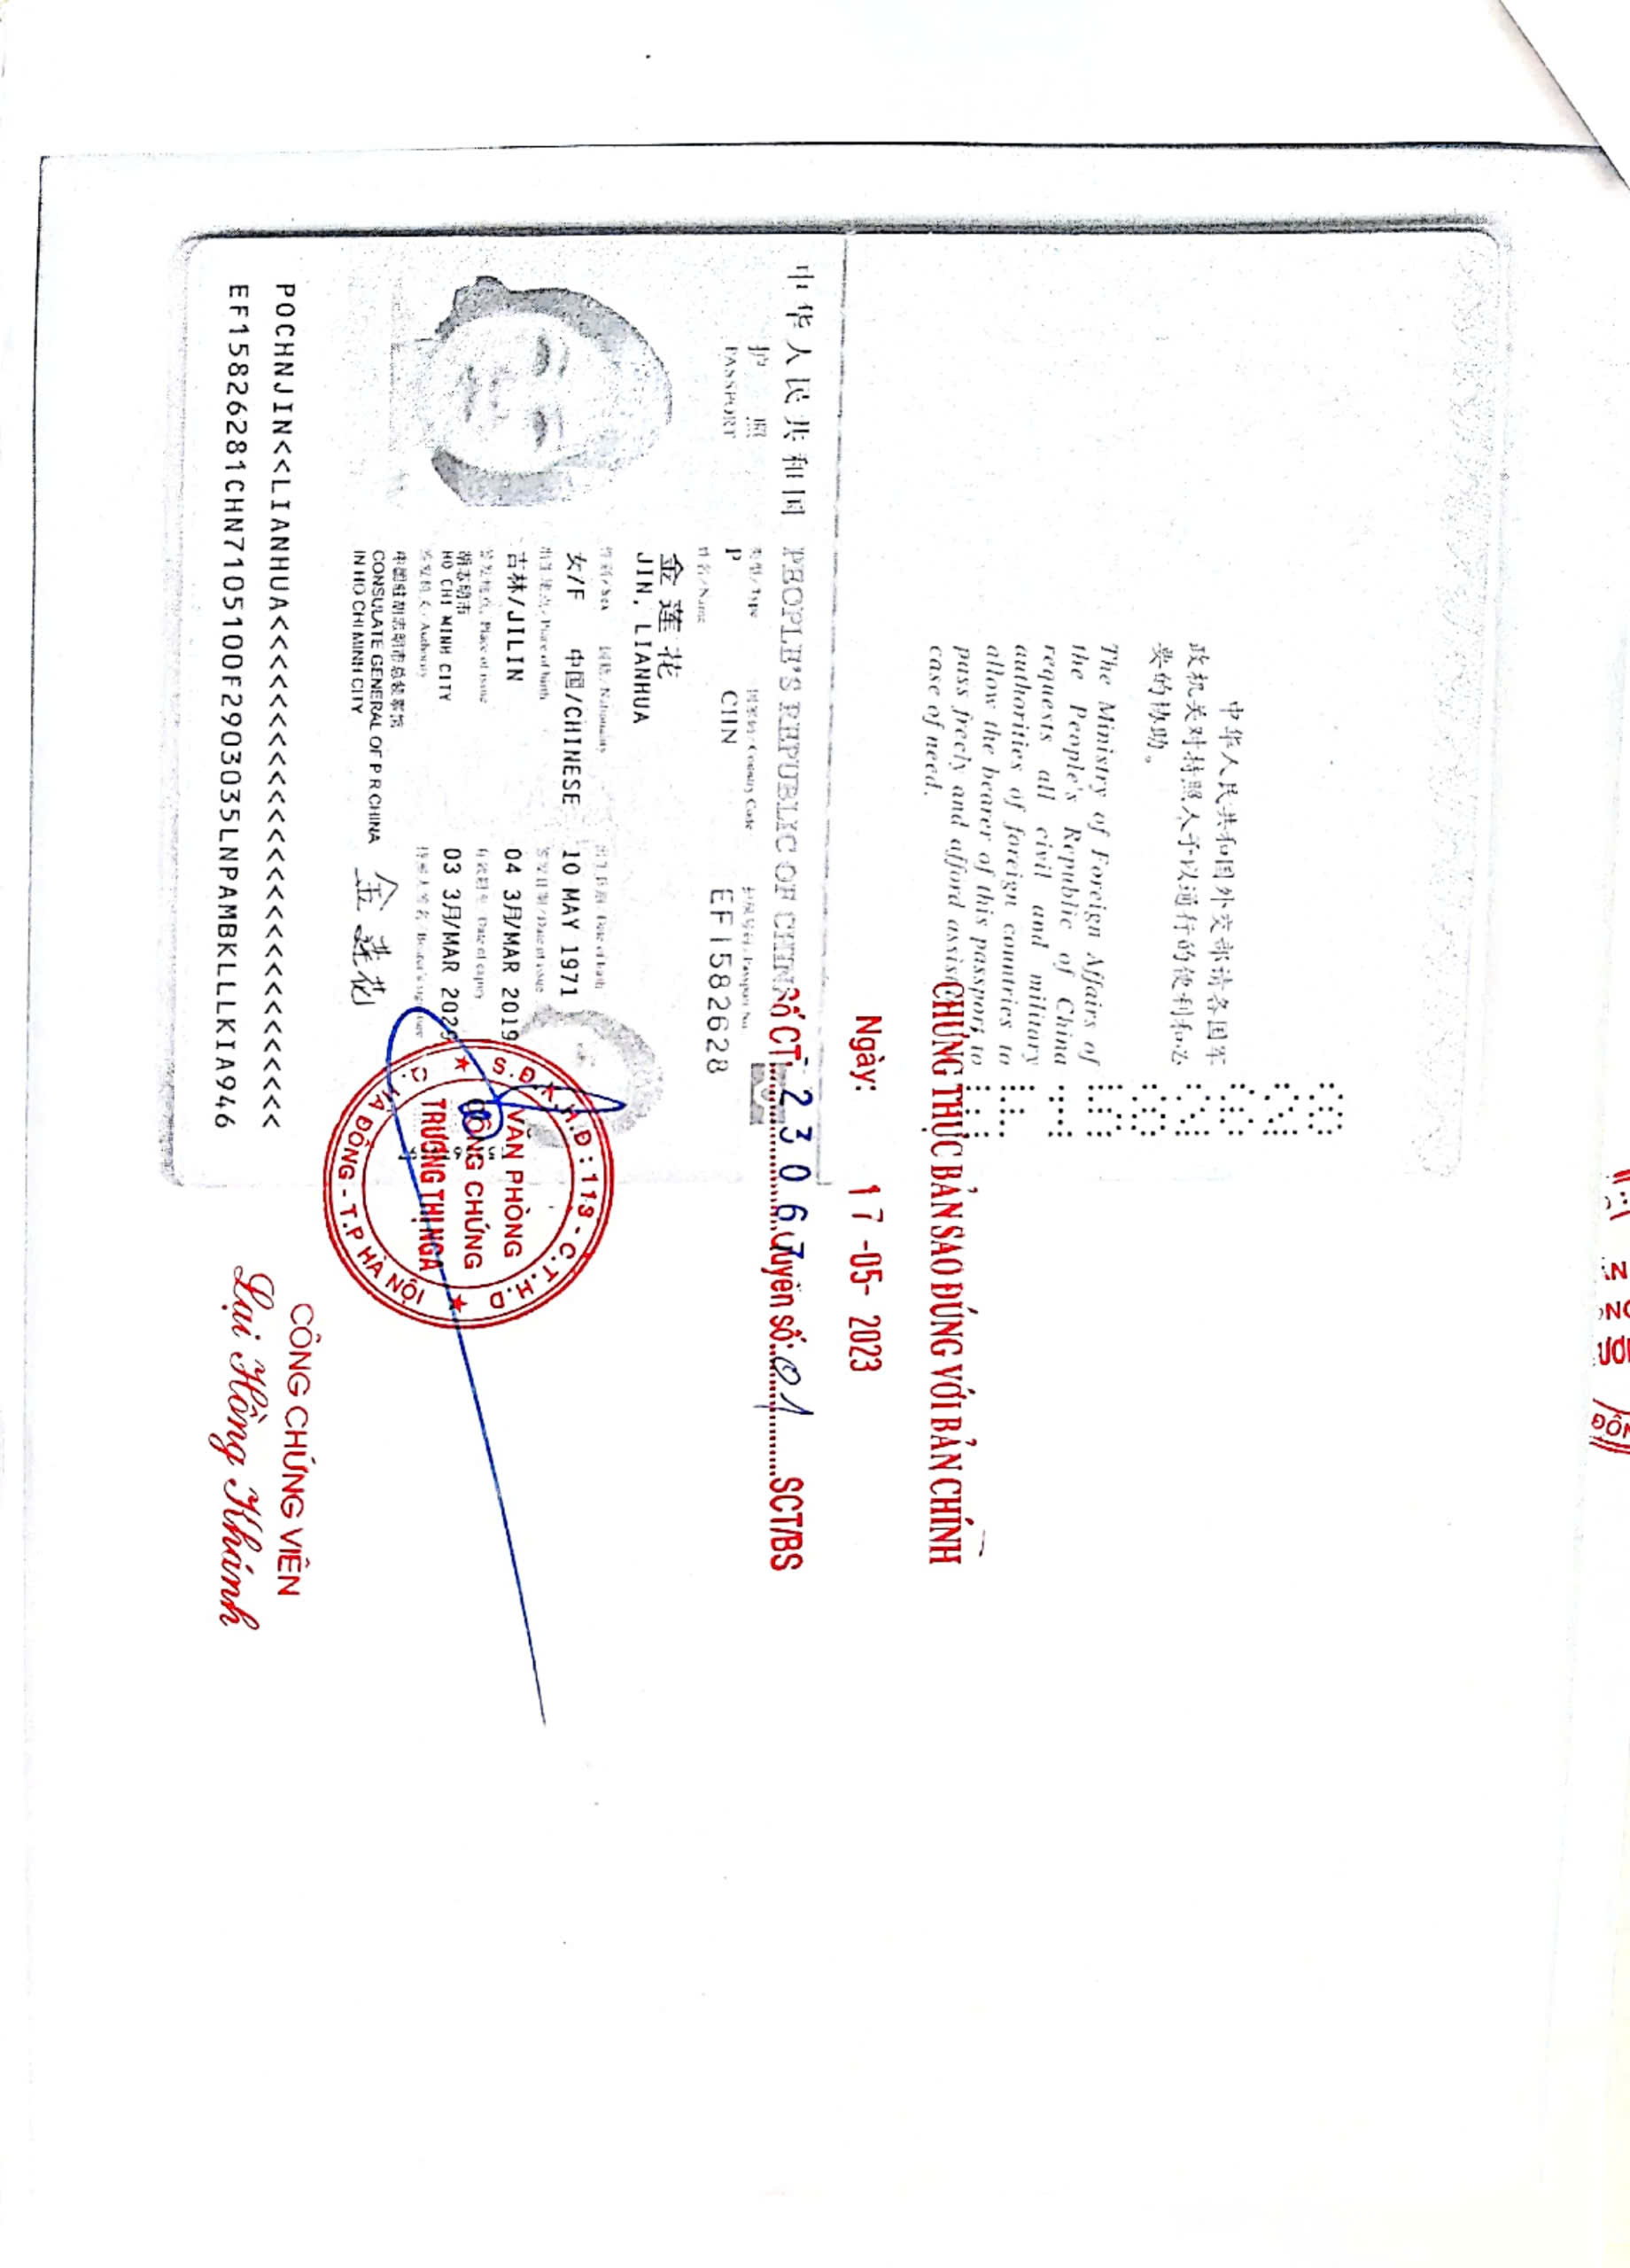 中华人民共和国外交部请各国军
政机关对持照人予以通行的便利和必
要的协助。
The Ministry of Foreign Affairs of
the People's Republic of China
requests all civil and military
authorities of foreign countries to
allow the bearer of this passport to
pass freely and afford assist
case of need.
EF1582628
CHỨNG THỰC BẢN SAO ĐÚNG VỚI BẢN CHÍNH
Ngày: 17-05-2023
Số CT: 23067 Quyển số: 01 SCT/BS
中华人民共和国 PEOPLE'S REPUBLIC OF CHINA
护照 类型/Type 国家码/Country Code 护照号码/Passport No
PASSPORT P CHN EF1582628
姓名/Name
金莲花
JIN, LIANHUA
性别/Sex 国籍/Nationality 出生日期/Date of birth
女/F 中国/CHINESE 10 MAY 1971
出生地点/Place of birth 签发日期/Date of issue
吉林/JILIN 04 3月/MAR 2019
签发地点/Place of issue 有效期至/Date of expiry
胡志明市
HO CHI MINH CITY 03 3月/MAR 2029
签发机关/Authority 持照人签名/Bearer's signature
中国驻胡志明市总领事馆
CONSULATE GENERAL OF P R CHINA
IN HO CHI MINH CITY
金莲花
POCHNJIN<<LIANHUA<<<<<<<<<<<<<<<<<<<<<<<<<<<
EF15826281CHN7105100F2903035LNPAMBKLLLKIA946
S.Đ.K.H.Đ: 113 - C.T.H.D
VĂN PHÒNG
CÔNG CHỨNG
TRƯƠNG THỊ NGA
Q. HÀ ĐÔNG - T.P HÀ NỘI
CÔNG CHỨNG VIÊN
Lại Hồng Khánh